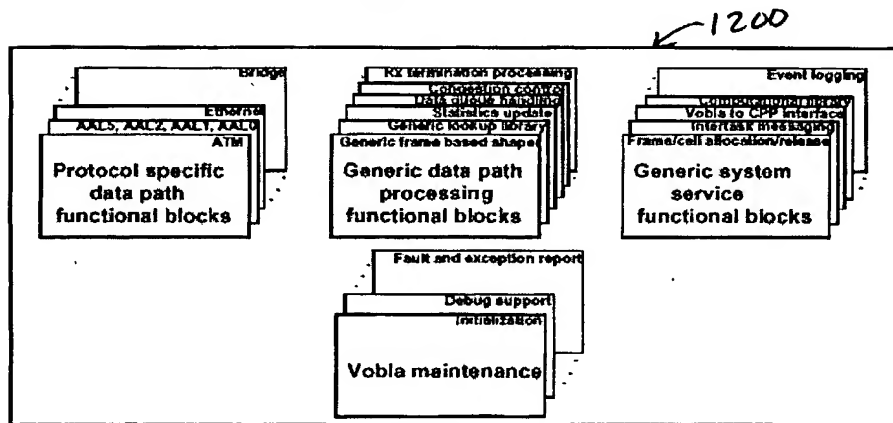 1200
Bridge
Ethernet
AAL5, AAL2, AAL1, AAL0
ATM
Protocol specific
data path
functional blocks
Rx termination processing
Congestion control
Data queue handling
Statistics update
Generic lookup library
Generic frame based shaper
Generic data path
processing
functional blocks
Event logging
Computational library
Vobla to CPP interface
Intertask messaging
Frame/cell allocation/release
Generic system
service
functional blocks
Fault and exception report
Debug support
Initialization
Vobla maintenance